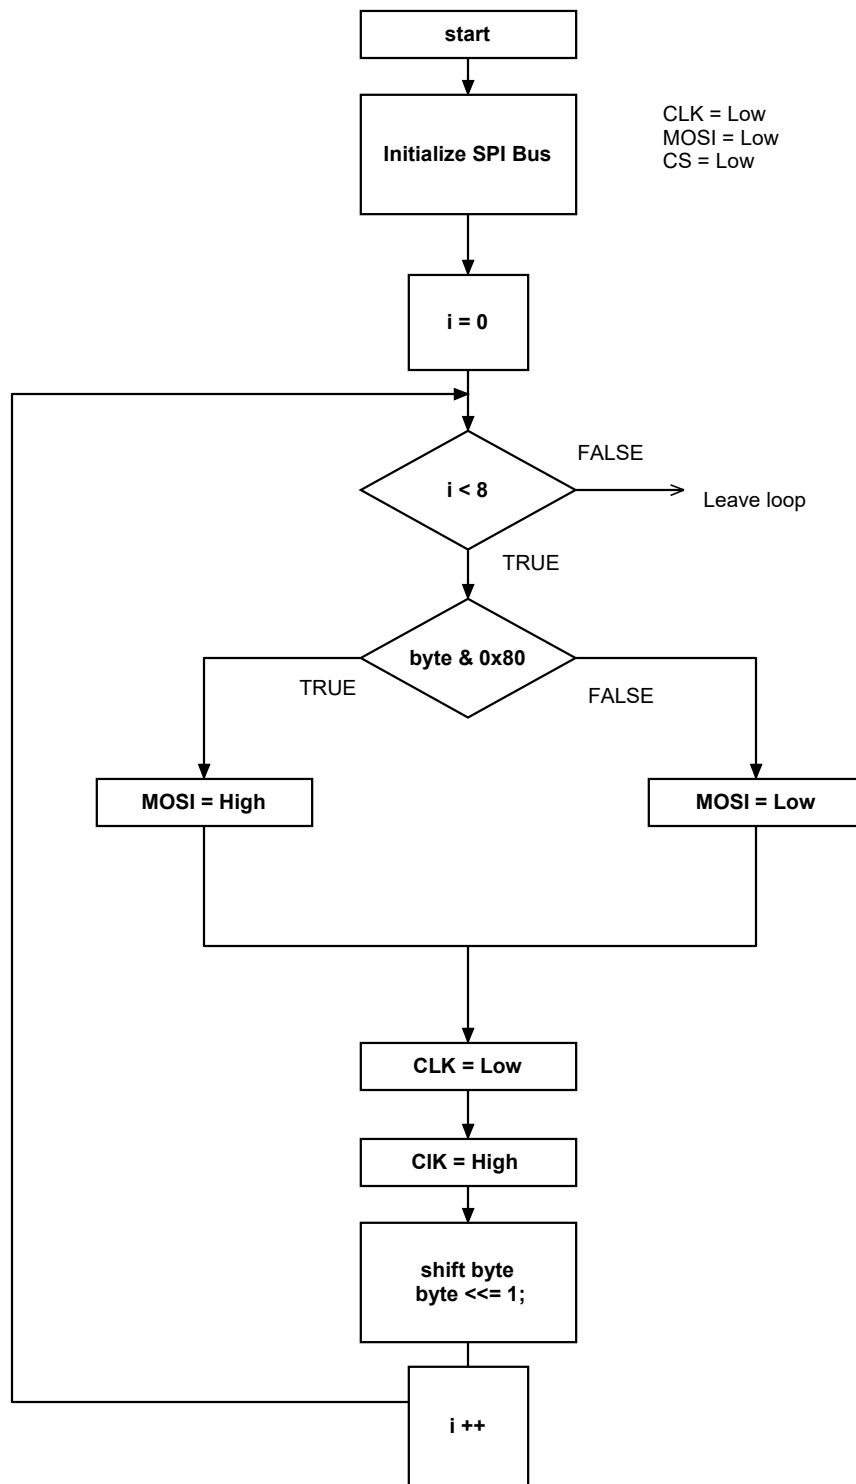 start
Initialize SPI Bus
CLK = Low
MOSI = Low
CS = Low
i = 0
i < 8
FALSE
Leave loop
TRUE
byte & 0x80
TRUE
FALSE
MOSI = High
MOSI = Low
CLK = Low
ClK = High
shift byte
byte <<= 1;
i ++